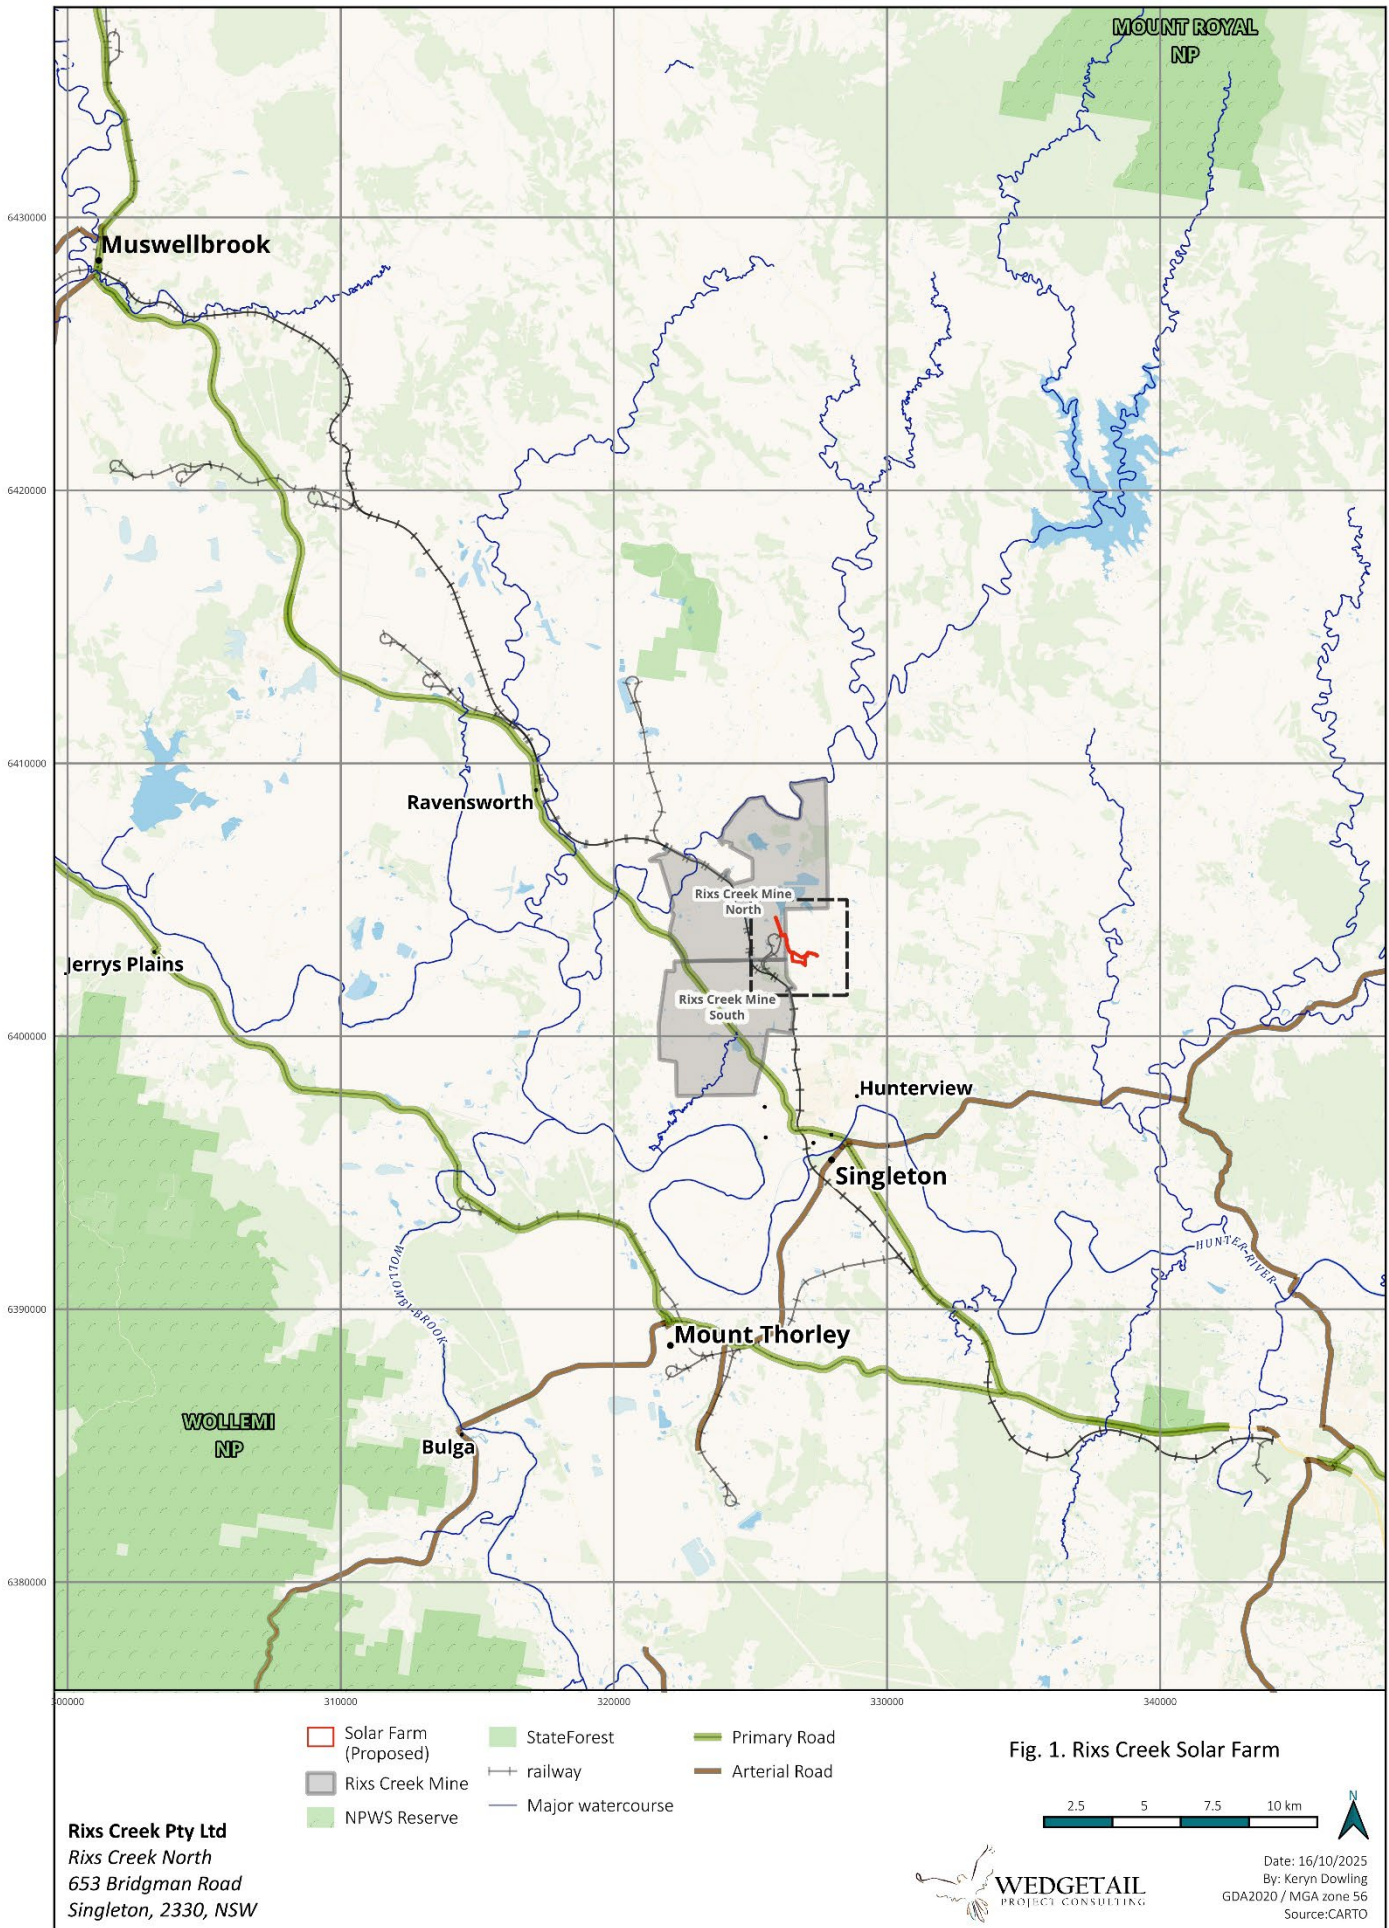 MOUNT ROYAL
NP
6430000
Muswellbrook
6420000
6410000
Ravensworth
Rixs Creek Mine
North
Jerrys Plains
Rixs Creek Mine
South
6400000
Hunterview
Singleton
HUNTER RIVER
WOLLOMBI BROOK
6390000
Mount Thorley
WOLLEMI
NP
Bulga
6380000
300000
310000
320000
330000
340000
Solar Farm
(Proposed)
Rixs Creek Mine
NPWS Reserve
StateForest
railway
Major watercourse
Primary Road
Arterial Road
Fig. 1. Rixs Creek Solar Farm
2.5 5 7.5 10 km
N
Rixs Creek Pty Ltd
Rixs Creek North
653 Bridgman Road
Singleton, 2330, NSW
WEDGETAIL
PROJECT CONSULTING
Date: 16/10/2025
By: Keryn Dowling
GDA2020 / MGA zone 56
Source:CARTO